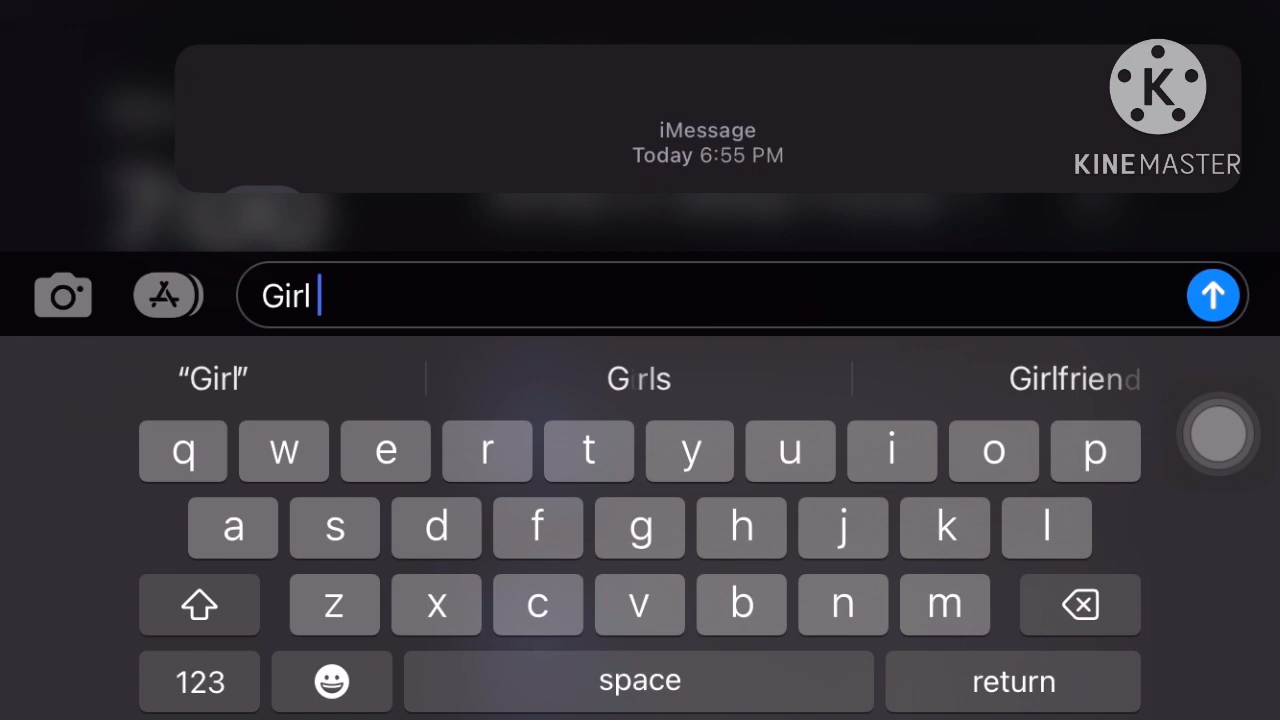 iMessage
Today 6:55 PM
K
KINEMASTER
Girl
“Girl” Girls Girlfriend
q w e r t y u i o p
a s d f g h j k l
z x c v b n m
123 space return